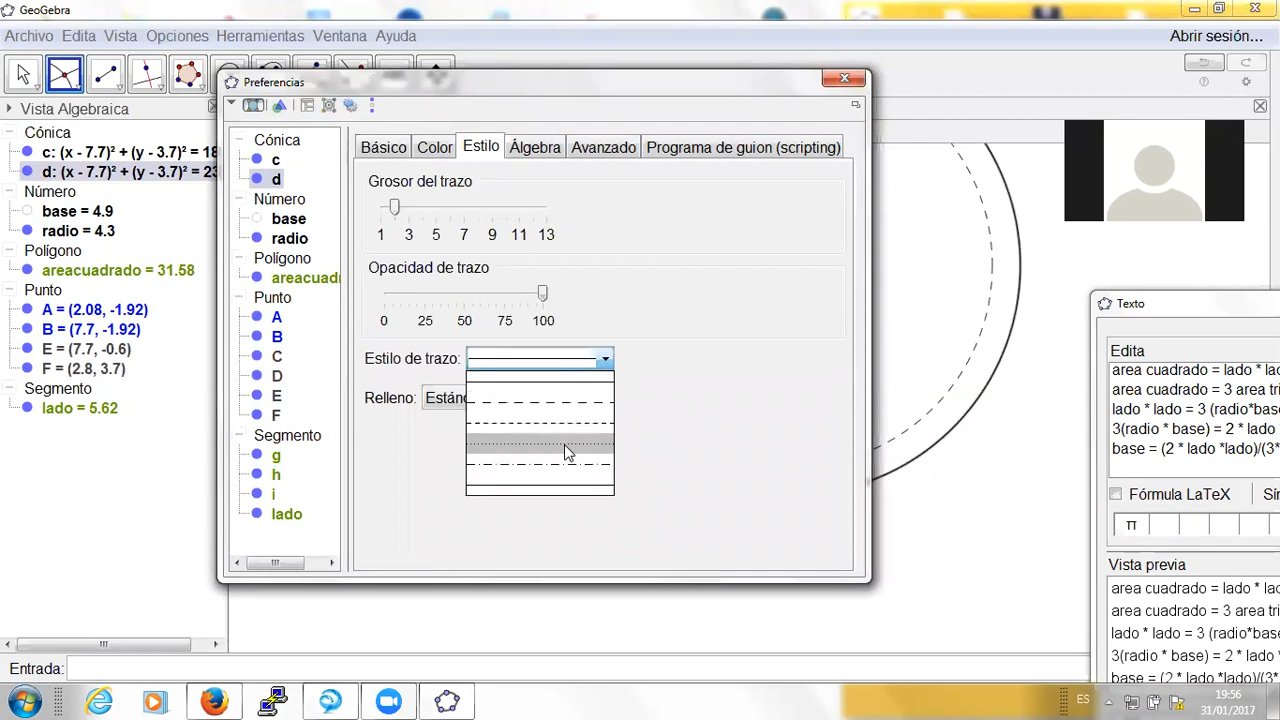 GeoGebra
Archivo Edita Vista Opciones Herramientas Ventana Ayuda
Abrir sesión...
Preferencias
Vista Algebraica
Cónica
c: (x - 7.7)² + (y - 3.7)² = 18
d: (x - 7.7)² + (y - 3.7)² = 23
Número
base = 4.9
radio = 4.3
Polígono
areacuadrado = 31.58
Punto
A = (2.08, -1.92)
B = (7.7, -1.92)
E = (7.7, -0.6)
F = (2.8, 3.7)
Segmento
lado = 5.62
Cónica
c
d
Número
base
radio
Polígono
areacuadr
Punto
A
B
C
D
E
F
Segmento
g
h
i
lado
Básico Color Estilo Álgebra Avanzado Programa de guion (scripting)
Grosor del trazo
1 3 5 7 9 11 13
Opacidad de trazo
0 25 50 75 100
Estilo de trazo:
Relleno: Estánd
Texto
Edita
area cuadrado = lado * lad
area cuadrado = 3 area tri
lado * lado = 3 (radio*bas
3(radio * base) = 2 * lado
base = (2 * lado *lado)/(3*
Fórmula LaTeX Sí
π
Vista previa
area cuadrado = lado * la
area cuadrado = 3 area tri
lado * lado = 3 (radio*bas
3(radio * base) = 2 * lado
base = (2 * lado *lado)/(3*
Entrada:
ES
19:56
31/01/2017